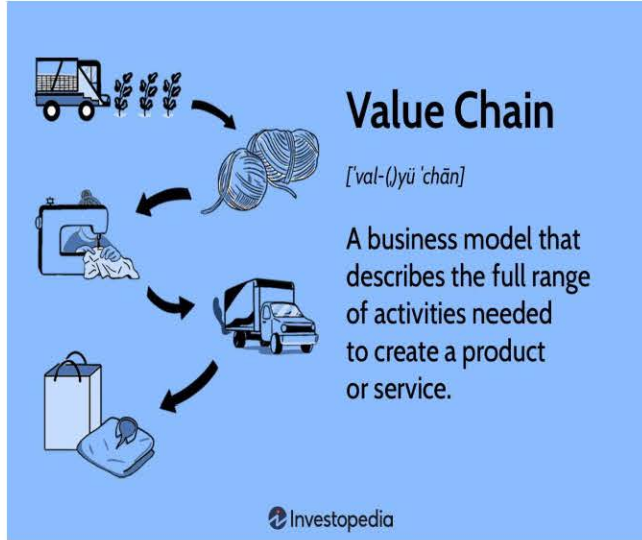 Value Chain
['val-(,)yü 'chān]
A business model that
describes the full range
of activities needed
to create a product
or service.
Investopedia